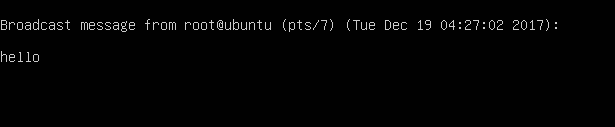 Broadcast message from root@ubuntu (pts/7) (Tue Dec 19 04:27:02 2017):
hello